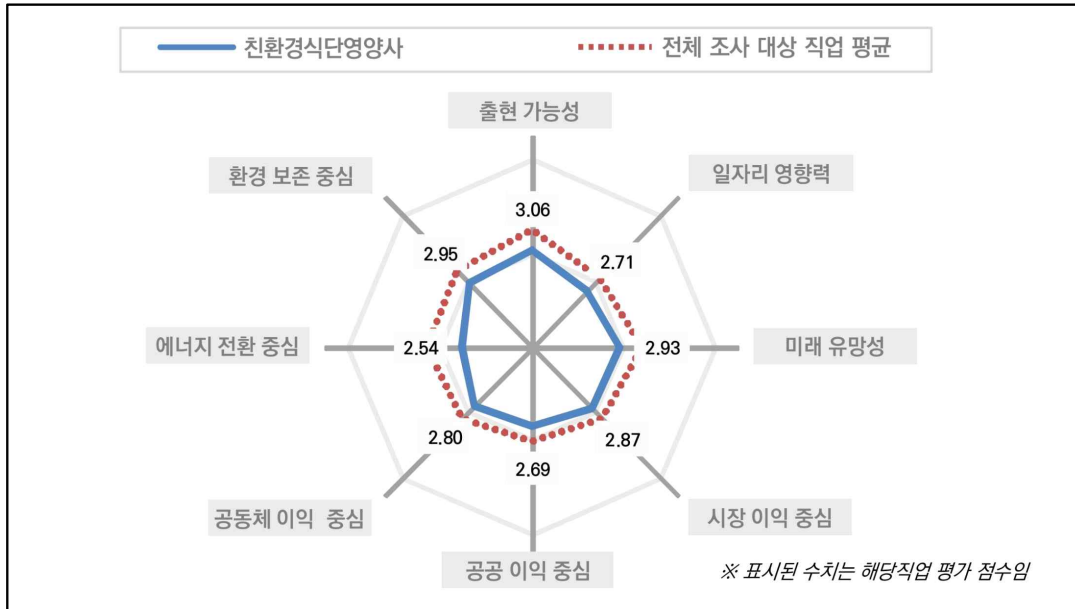 친환경식단영양사 전체 조사 대상 직업 평균
출현 가능성
환경 보존 중심 일자리 영향력
3.06
2.95 2.71
에너지 전환 중심 2.54 2.93 미래 유망성
2.80 2.87
2.69
공동체 이익 중심 시장 이익 중심
공공 이익 중심
※ 표시된 수치는 해당직업 평가 점수임